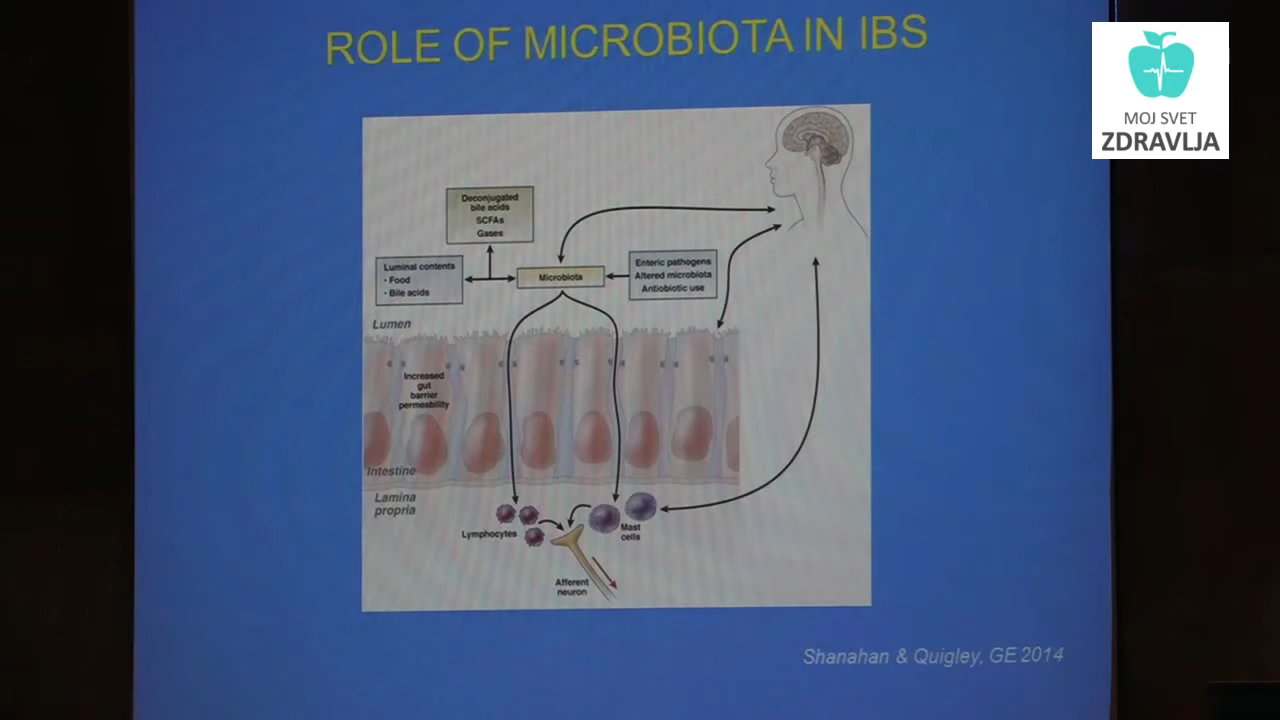 ROLE OF MICROBIOTA IN IBS
MOJ SVET
ZDRAVLJA
Deconjugated
bile acids
SCFAs
Gases
Luminal contents
· Food
· Bile acids
Microbiota
Enteric pathogens
Altered microbiota
Antiobiotic use
Lumen
Increased
gut
barrier
permeability
Intestine
Lamina
propria
Lymphocytes
Mast
cells
Afferent
neuron
Shanahan & Quigley, GE 2014